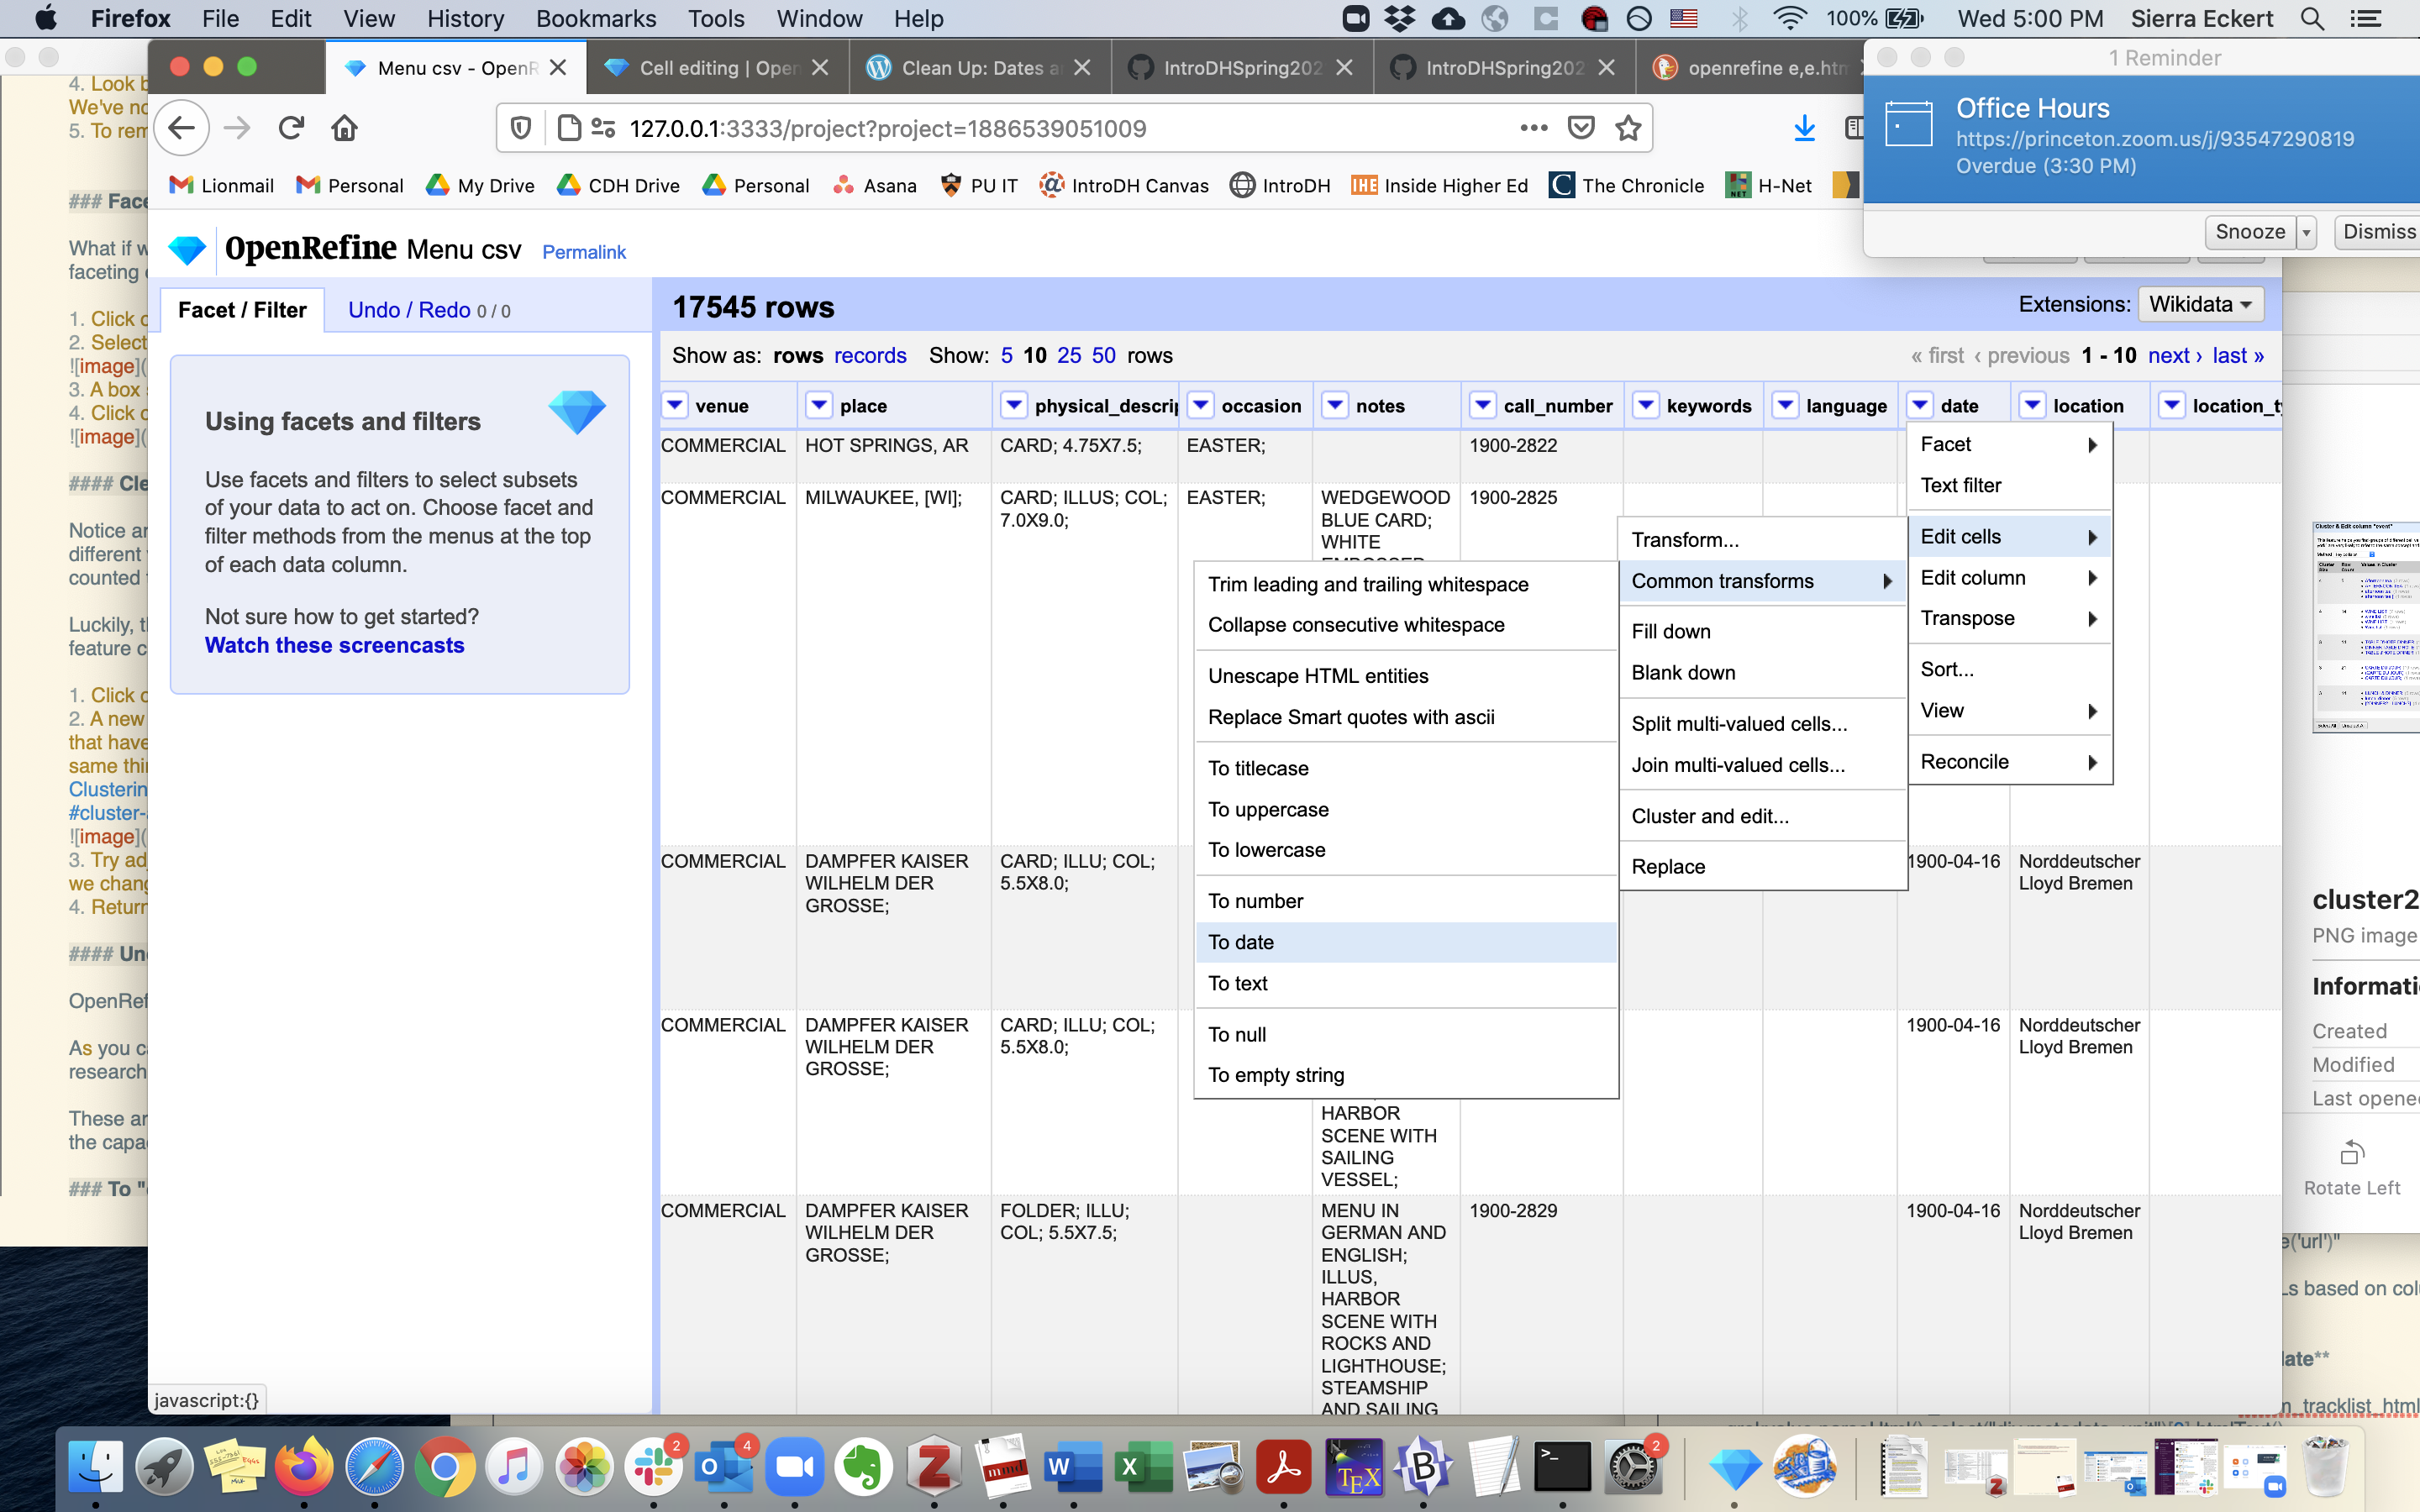 Firefox File Edit View History Bookmarks Tools Window Help 100% Wed 5:00 PM Sierra Eckert
Menu csv - OpenR
Cell editing | Open
Clean Up: Dates a
IntroDHSpring202
IntroDHSpring202
openrefine e,e.htm
1 Reminder
Office Hours
https://princeton.zoom.us/j/93547290819
Overdue (3:30 PM)
Snooze Dismiss
127.0.0.1:3333/project?project=1886539051009
Lionmail Personal My Drive CDH Drive Personal Asana PU IT IntroDH Canvas IntroDH Inside Higher Ed The Chronicle H-Net
OpenRefine Menu csv Permalink
Facet / Filter Undo / Redo 0 / 0
17545 rows
Extensions: Wikidata
Show as: rows records Show: 5 10 25 50 rows
« first ‹ previous 1 - 10 next › last »
Using facets and filters
Use facets and filters to select subsets
of your data to act on. Choose facet and
filter methods from the menus at the top
of each data column.
Not sure how to get started?
Watch these screencasts
venue place physical_descrip occasion notes call_number keywords language date location location_ty
COMMERCIAL HOT SPRINGS, AR CARD; 4.75X7.5; EASTER; 1900-2822
COMMERCIAL MILWAUKEE, [WI]; CARD; ILLUS; COL; EASTER; WEDGEWOOD 1900-2825
7.0X9.0; BLUE CARD;
WHITE
COMMERCIAL DAMPFER KAISER CARD; ILLU; COL; 1900-04-16 Norddeutscher
WILHELM DER 5.5X8.0; Lloyd Bremen
GROSSE;
COMMERCIAL DAMPFER KAISER CARD; ILLU; COL; 1900-04-16 Norddeutscher
WILHELM DER 5.5X8.0; Lloyd Bremen
GROSSE;
HARBOR
SCENE WITH
SAILING
VESSEL;
COMMERCIAL DAMPFER KAISER FOLDER; ILLU; MENU IN 1900-2829 1900-04-16 Norddeutscher
WILHELM DER COL; 5.5X7.5; GERMAN AND Lloyd Bremen
GROSSE; ENGLISH;
ILLUS,
HARBOR
SCENE WITH
ROCKS AND
LIGHTHOUSE;
STEAMSHIP
AND SAILING
Facet
Text filter
Edit cells
Edit column
Transpose
Sort...
View
Reconcile
Transform...
Common transforms
Fill down
Blank down
Split multi-valued cells...
Join multi-valued cells...
Cluster and edit...
Replace
Trim leading and trailing whitespace
Collapse consecutive whitespace
Unescape HTML entities
Replace Smart quotes with ascii
To titlecase
To uppercase
To lowercase
To number
To date
To text
To null
To empty string
javascript:{}
4. Look b
We've no
5. To rem
### Face
What if w
faceting
1. Click
2. Select
![image](
3. A box
4. Click
![image](
#### Cle
Notice an
different
counted
Luckily, t
feature c
1. Click
2. A new
that have
same thi
Clusterin
#cluster-
![image](
3. Try ad
we chang
4. Return
#### Un
OpenRef
As you c
research
These ar
the capa
### To "
Cluster & Edit column "event"
cluster2
PNG image
Informati
Created
Modified
Last opene
Rotate Left
e('url')"
Ls based on col
late**
n_tracklist_html
2
4
2